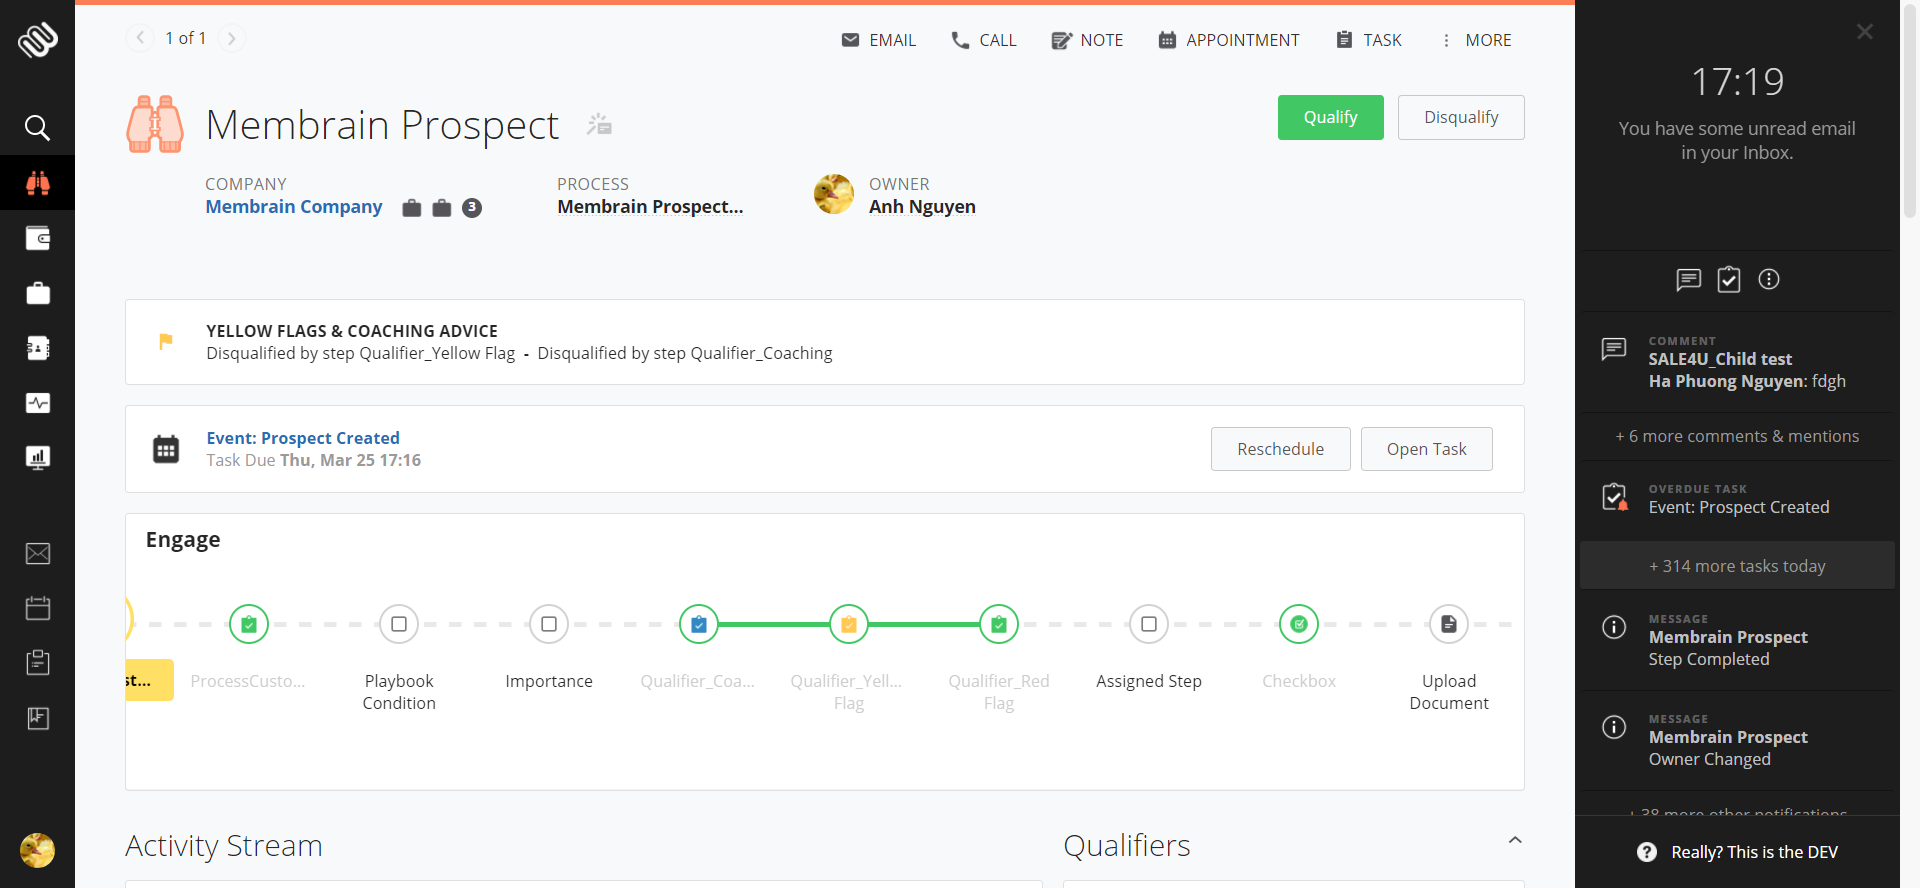 1 of 1
EMAIL
CALL
NOTE
APPOINTMENT
TASK
MORE
Membrain Prospect
Qualify
Disqualify
COMPANY
Membrain Company
3
PROCESS
Membrain Prospect...
OWNER
Anh Nguyen
YELLOW FLAGS & COACHING ADVICE
Disqualified by step Qualifier_Yellow Flag - Disqualified by step Qualifier_Coaching
Event: Prospect Created
Task Due Thu, Mar 25 17:16
Reschedule
Open Task
Engage
st...
ProcessCusto...
Playbook
Condition
Importance
Qualifier_Coa...
Qualifier_Yell...
Flag
Qualifier_Red
Flag
Assigned Step
Checkbox
Upload
Document
Activity Stream
Qualifiers
17:19
You have some unread email
in your Inbox.
COMMENT
SALE4U_Child test
Ha Phuong Nguyen: fdgh
+ 6 more comments & mentions
OVERDUE TASK
Event: Prospect Created
+ 314 more tasks today
MESSAGE
Membrain Prospect
Step Completed
MESSAGE
Membrain Prospect
Owner Changed
+ 38 more other notifications
Really? This is the DEV